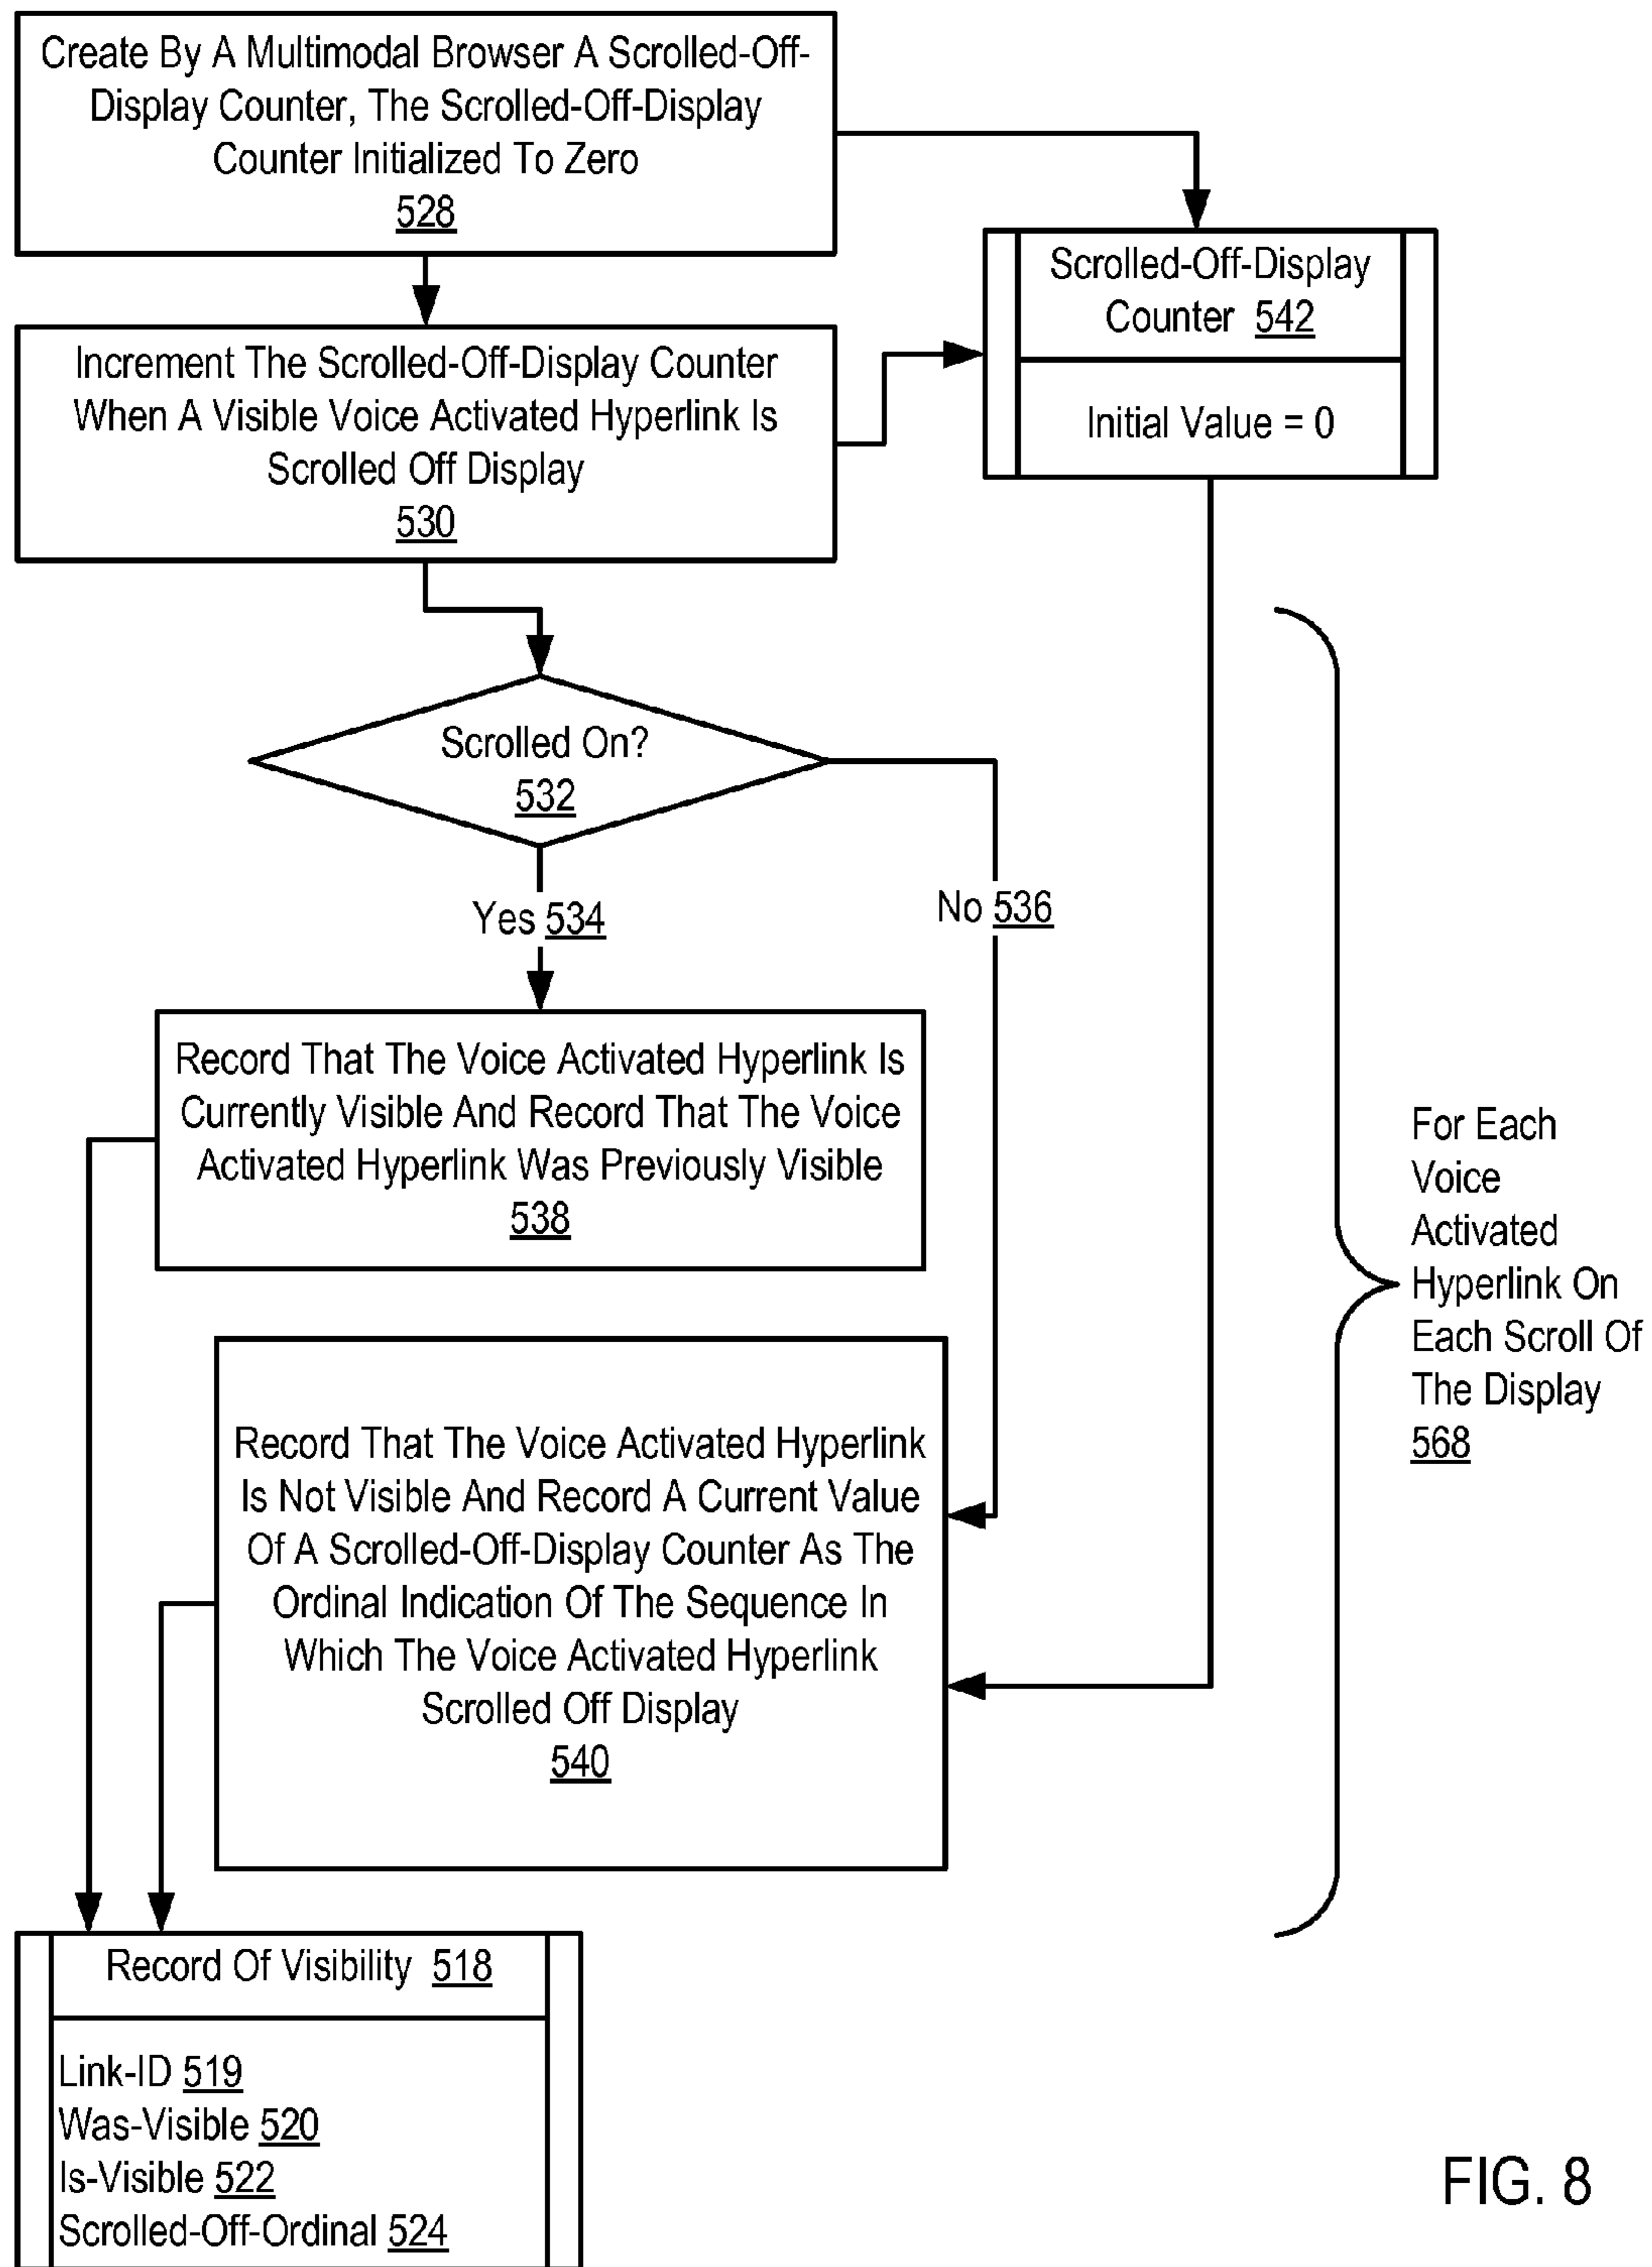 Create By A Multimodal Browser A Scrolled-Off-
Display Counter, The Scrolled-Off-Display
Counter Initialized To Zero
528
Scrolled-Off-Display
Counter 542
Initial Value = 0
Increment The Scrolled-Off-Display Counter
When A Visible Voice Activated Hyperlink Is
Scrolled Off Display
530
Scrolled On?
532
Yes 534
No 536
Record That The Voice Activated Hyperlink Is
Currently Visible And Record That The Voice
Activated Hyperlink Was Previously Visible
538
For Each
Voice
Activated
Hyperlink On
Each Scroll Of
The Display
568
Record That The Voice Activated Hyperlink
Is Not Visible And Record A Current Value
Of A Scrolled-Off-Display Counter As The
Ordinal Indication Of The Sequence In
Which The Voice Activated Hyperlink
Scrolled Off Display
540
Record Of Visibility 518
Link-ID 519
Was-Visible 520
Is-Visible 522
Scrolled-Off-Ordinal 524
FIG. 8